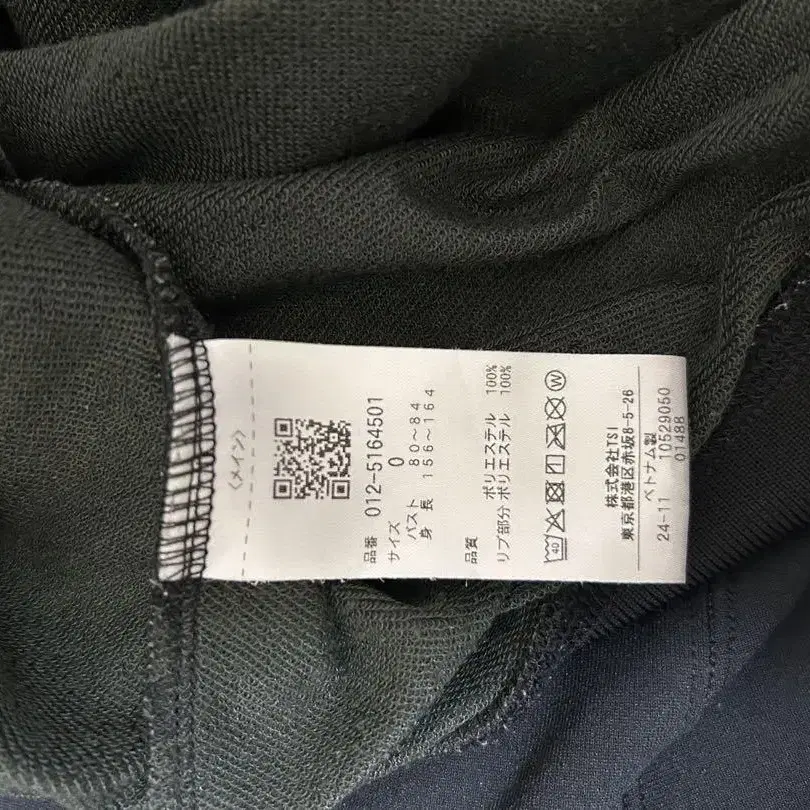 〈メイン〉
品番 012-5164501
サイズ 0
バスト 80～84
身 長 156～164
品質 ポリエステル 100%
リブ部分 ポリエステル 100%
40 W
株式会社TSI
東京都港区赤坂8-5-26
ベトナム製
24-11 10529050
01488